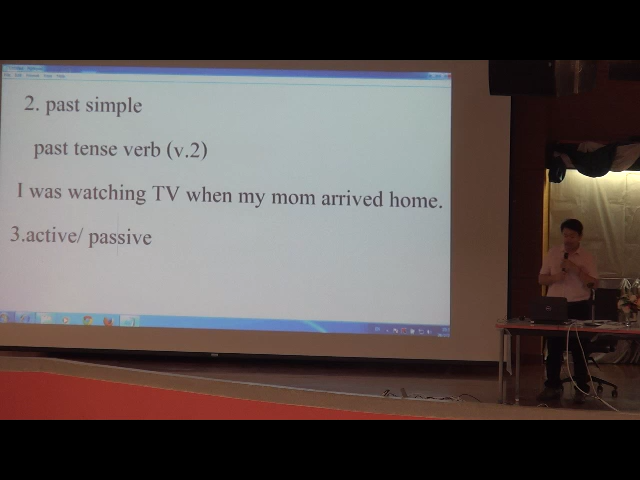 2. past simple
past tense verb (v.2)
I was watching TV when my mom arrived home.
3.active/ passive